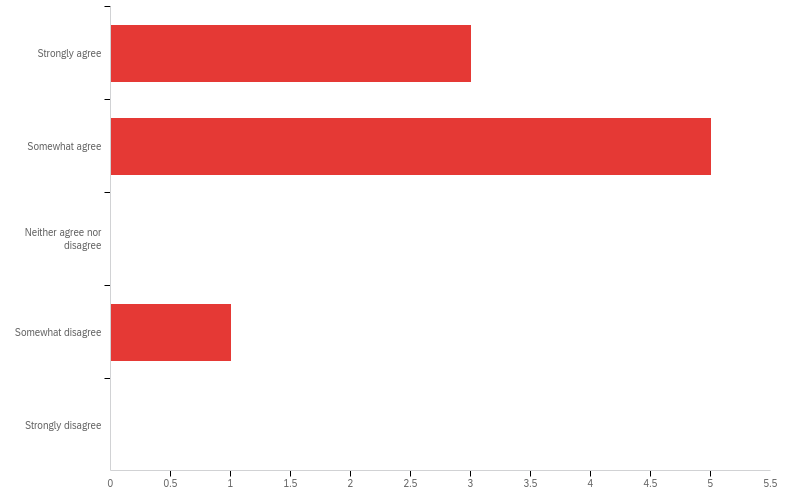 Strongly agree
Somewhat agree
Neither agree nor
disagree
Somewhat disagree
Strongly disagree
0 0.5 1 1.5 2 2.5 3 3.5 4 4.5 5 5.5